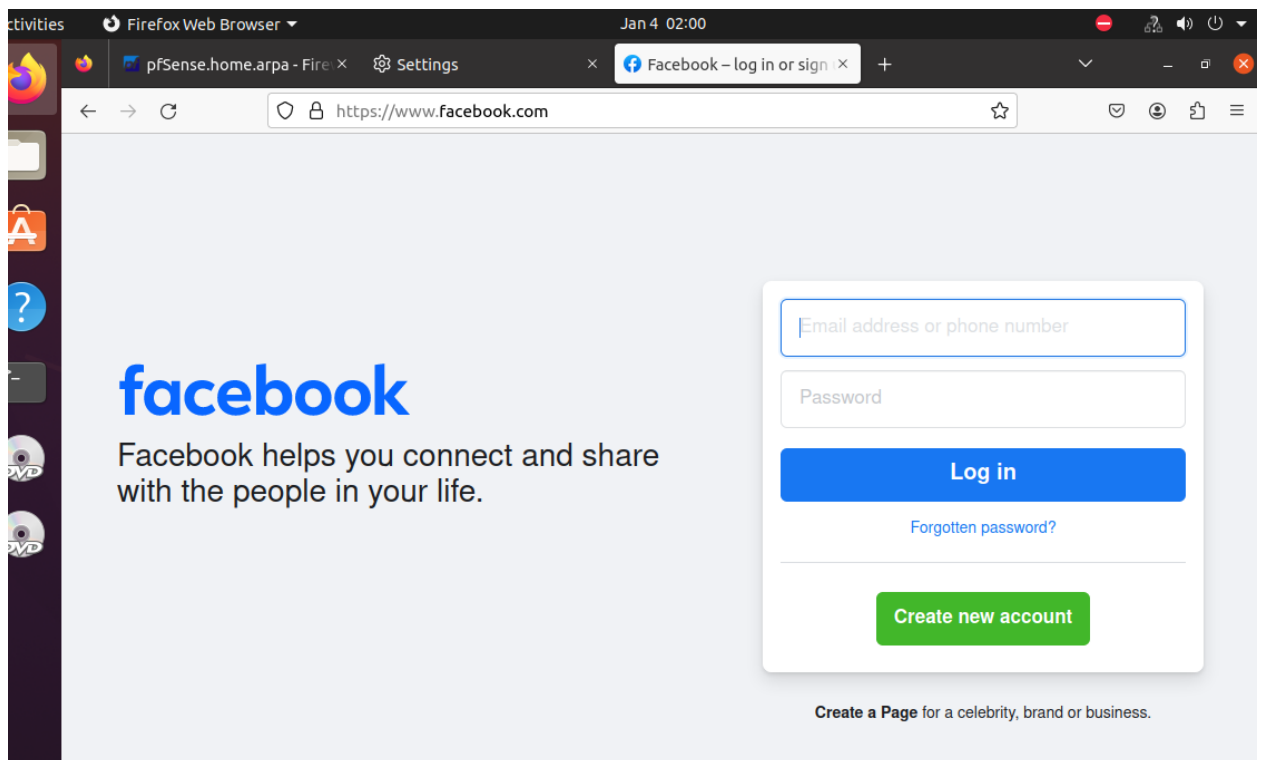 ctivities
Firefox Web Browser
Jan 4 02:00
pfSense.home.arpa - Fire
Settings
Facebook – log in or sign
https://www.facebook.com
facebook
Facebook helps you connect and share
with the people in your life.
Email address or phone number
Password
Log in
Forgotten password?
Create new account
Create a Page for a celebrity, brand or business.
DVD
DVD